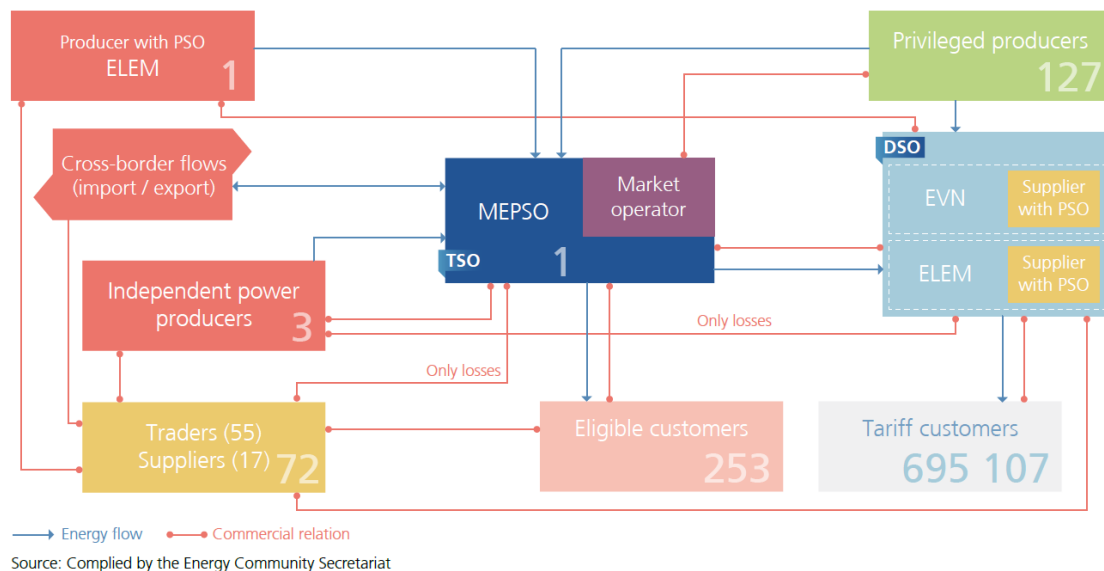 Producer with PSO
ELEM
1
Privileged producers
127
Cross-border flows
(import / export)
MEPSO
1
TSO
Market
operator
DSO
EVN
Supplier
with PSO
ELEM
Supplier
with PSO
Independent power
producers
3
Only losses
Only losses
Traders (55)
Suppliers (17)
72
Eligible customers
253
Tariff customers
695 107
Energy flow
Commercial relation
Source: Complied by the Energy Community Secretariat